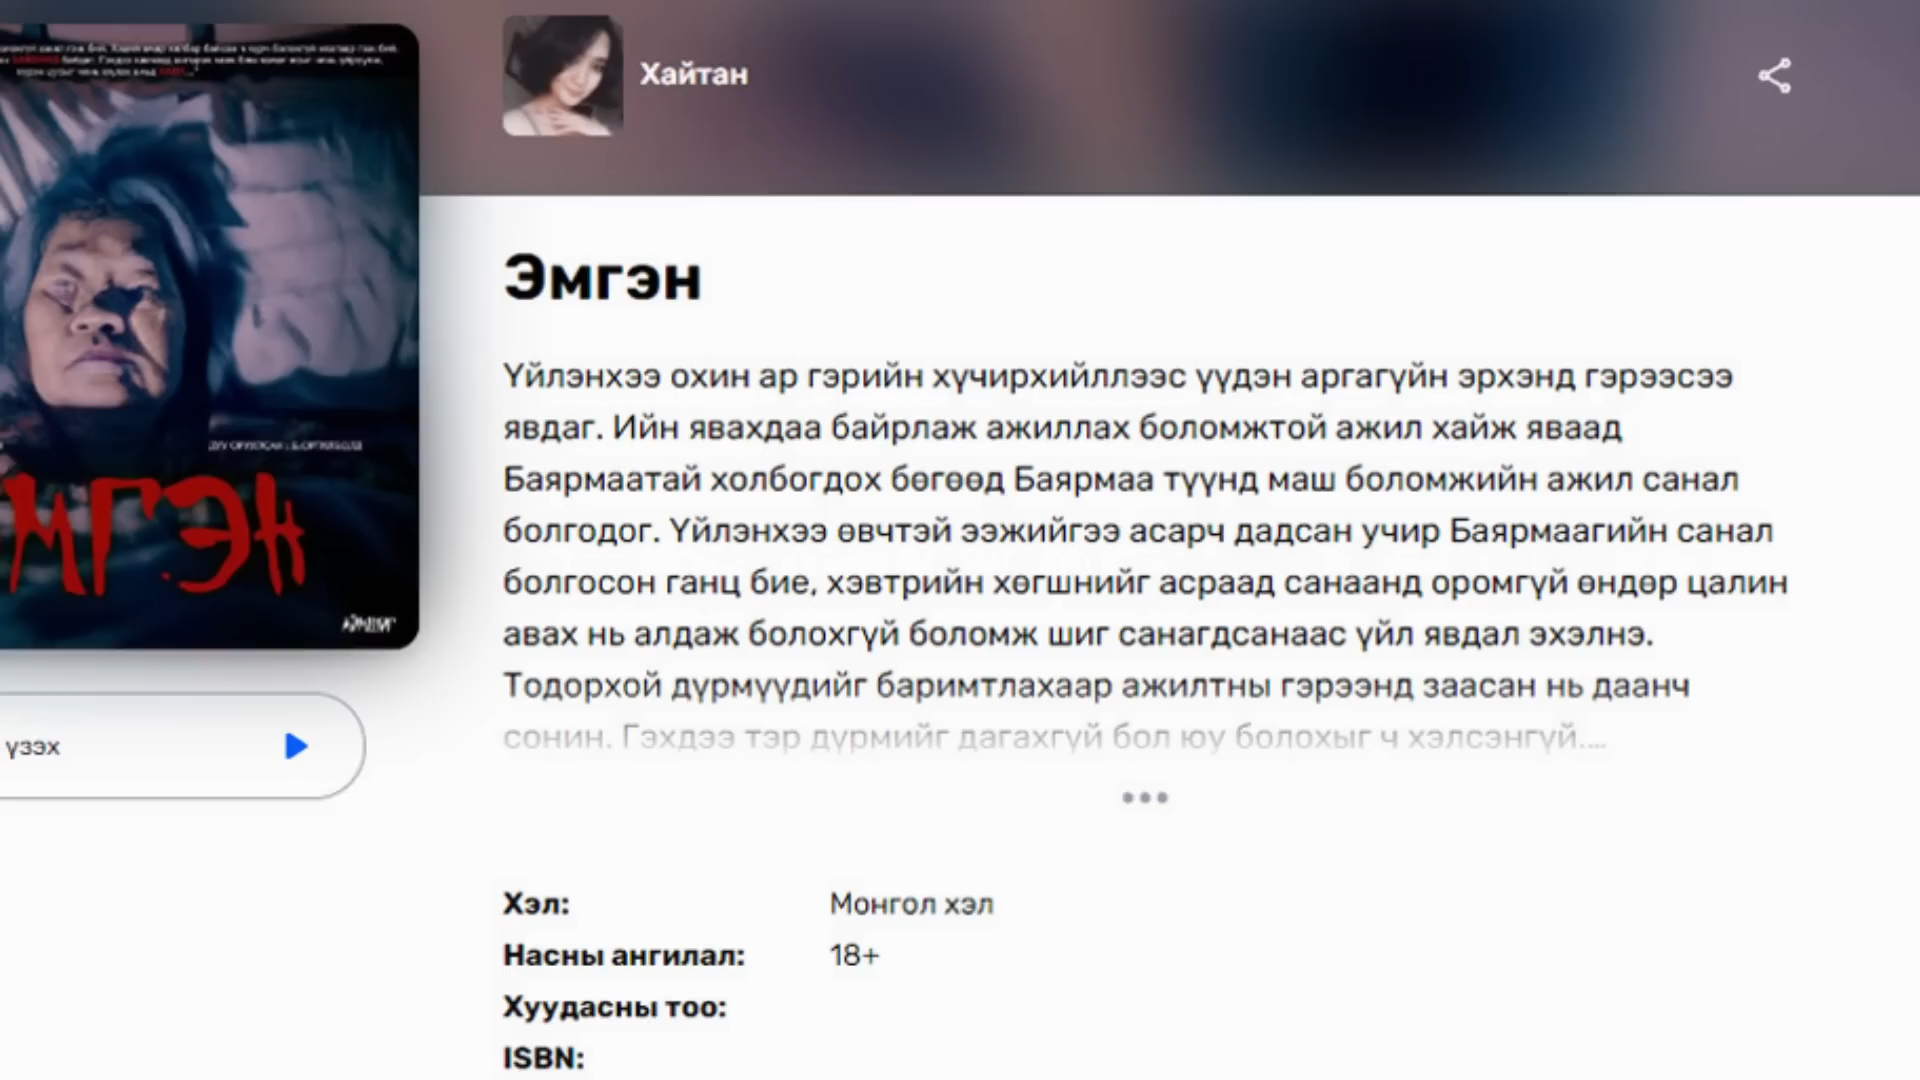 Хайтан
Эмгэн
Үйлэнхээ охин ар гэрийн хүчирхийллээс үүдэн аргагүйн эрхэнд гэрээсээ
явдаг. Ийн явахдаа байрлаж ажиллах боломжтой ажил хайж яваад
Баярмаатай холбогдох бөгөөд Баярмаа түүнд маш боломжийн ажил санал
болгодог. Үйлэнхээ өвчтэй ээжийгээ асарч дадсан учир Баярмаагийн санал
болгосон ганц бие, хэвтрийн хөгшнийг асраад санаанд оромгүй өндөр цалин
авах нь алдаж болохгүй боломж шиг санагдсанаас үйл явдал эхэлнэ.
Тодорхой дүрмүүдийг баримтлахаар ажилтны гэрээнд заасан нь даанч
сонин. Гэхдээ тэр дүрмийг дагахгүй бол юу болохыг ч хэлсэнгүй....
МГЭН
үзэх
Хэл: Монгол хэл
Насны ангилал: 18+
Хуудасны тоо:
ISBN: